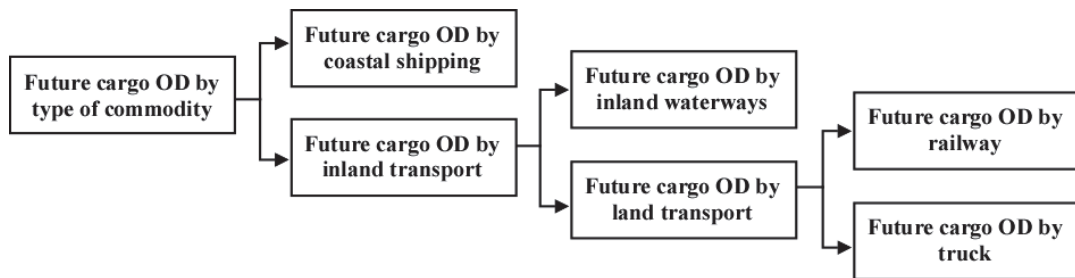 Future cargo OD by
type of commodity
Future cargo OD by
coastal shipping
Future cargo OD by
inland transport
Future cargo OD by
inland waterways
Future cargo OD by
land transport
Future cargo OD by
railway
Future cargo OD by
truck